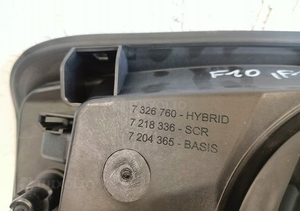 F10
7 326 760 - HYBRID
7 218 336 - SCR
7 204 365 - BASIS